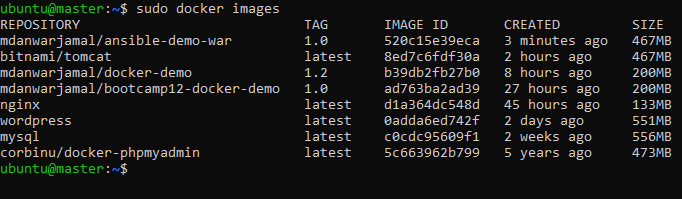 ubuntu@master:~$ sudo docker images
REPOSITORY TAG IMAGE ID CREATED SIZE
mdanwarjamal/ansible-demo-war 1.0 520c15e39eca 3 minutes ago 467MB
bitnami/tomcat latest 8ed7c6fdf30a 2 hours ago 467MB
mdanwarjamal/docker-demo 1.2 b39db2fb27b0 8 hours ago 200MB
mdanwarjamal/bootcamp12-docker-demo 1.0 ad763ba2ad39 27 hours ago 200MB
nginx latest d1a364dc548d 45 hours ago 133MB
wordpress latest 0adda6ed742f 2 days ago 551MB
mysql latest c0cdc95609f1 2 weeks ago 556MB
corbinu/docker-phpmyadmin latest 5c663962b799 5 years ago 473MB
ubuntu@master:~$